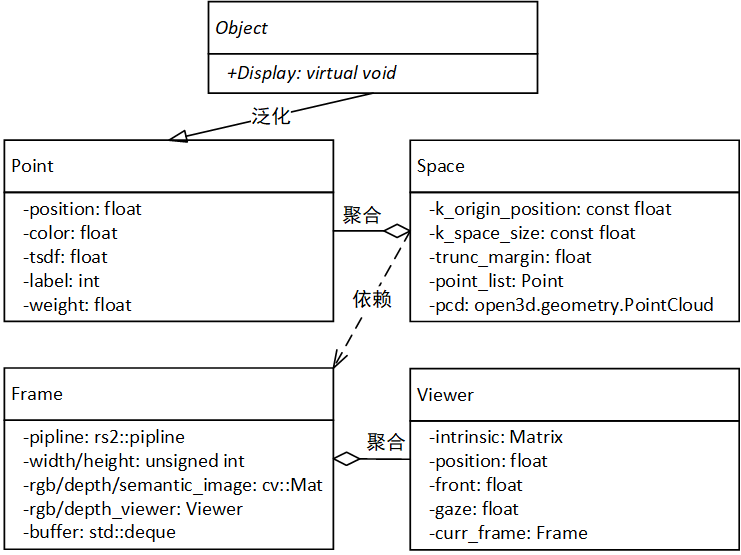 Object
+Display: virtual void
泛化
Point
-position: float
-color: float
-tsdf: float
-label: int
-weight: float
聚合
Space
-k_origin_position: const float
-k_space_size: const float
-trunc_margin: float
-point_list: Point
-pcd: open3d.geometry.PointCloud
依赖
Frame
-pipline: rs2::pipline
-width/height: unsigned int
-rgb/depth/semantic_image: cv::Mat
-rgb/depth_viewer: Viewer
-buffer: std::deque
聚合
Viewer
-intrinsic: Matrix
-position: float
-front: float
-gaze: float
-curr_frame: Frame